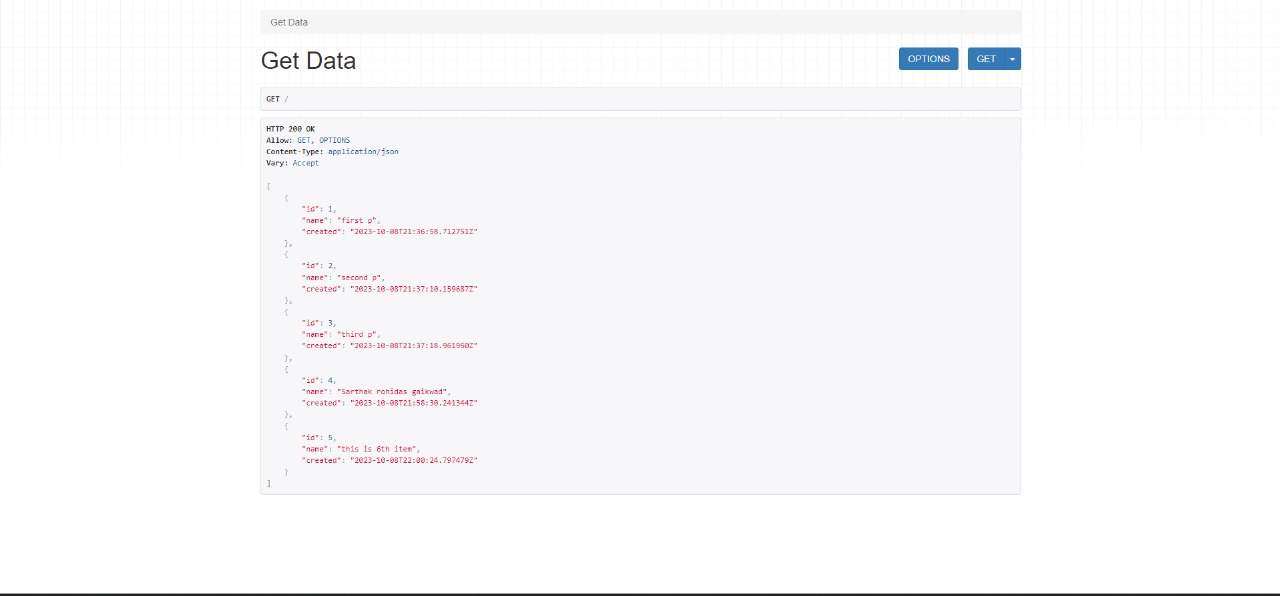 Get Data
Get Data
OPTIONS
GET
GET /
HTTP 200 OK
Allow: GET, OPTIONS
Content-Type: application/json
Vary: Accept
[
    {
        "id": 1,
        "name": "first p",
        "created": "2023-10-08T21:36:58.712751Z"
    },
    {
        "id": 2,
        "name": "second p",
        "created": "2023-10-08T21:37:10.159687Z"
    },
    {
        "id": 3,
        "name": "third p",
        "created": "2023-10-08T21:37:18.961960Z"
    },
    {
        "id": 4,
        "name": "Sarthak rohidas gaikwad",
        "created": "2023-10-08T21:58:30.241344Z"
    },
    {
        "id": 5,
        "name": "this is 6th item",
        "created": "2023-10-08T22:00:24.797479Z"
    }
]